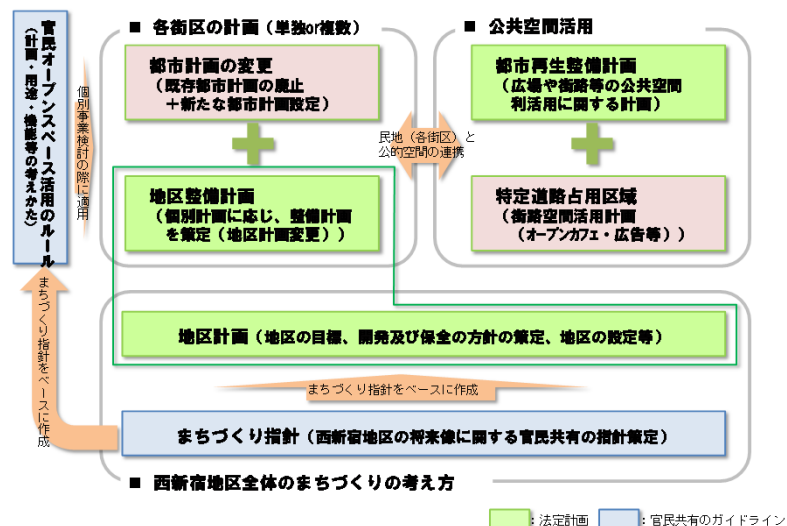 官民オープンスペース活用のルール
（計画・用途・機能等の考えかた）
個別事業検討の際に適用
まちづくり指針をベースに作成
■ 各街区の計画（単独or複数）
都市計画の変更
（既存都市計画の廃止
＋新たな都市計画設定）
地区整備計画
（個別計画に応じ、整備計画
を策定（地区計画変更））
民地（各街区）と
公的空間の連携
■ 公共空間活用
都市再生整備計画
（広場や街路等の公共空間
利活用に関する計画）
特定道路占用区域
（街路空間活用計画
（オープンカフェ・広告等））
地区計画（地区の目標、開発及び保全の方針の策定、地区の設定等）
まちづくり指針をベースに作成
まちづくり指針（西新宿地区の将来像に関する官民共有の指針策定）
■ 西新宿地区全体のまちづくりの考え方
：法定計画
：官民共有のガイドライン